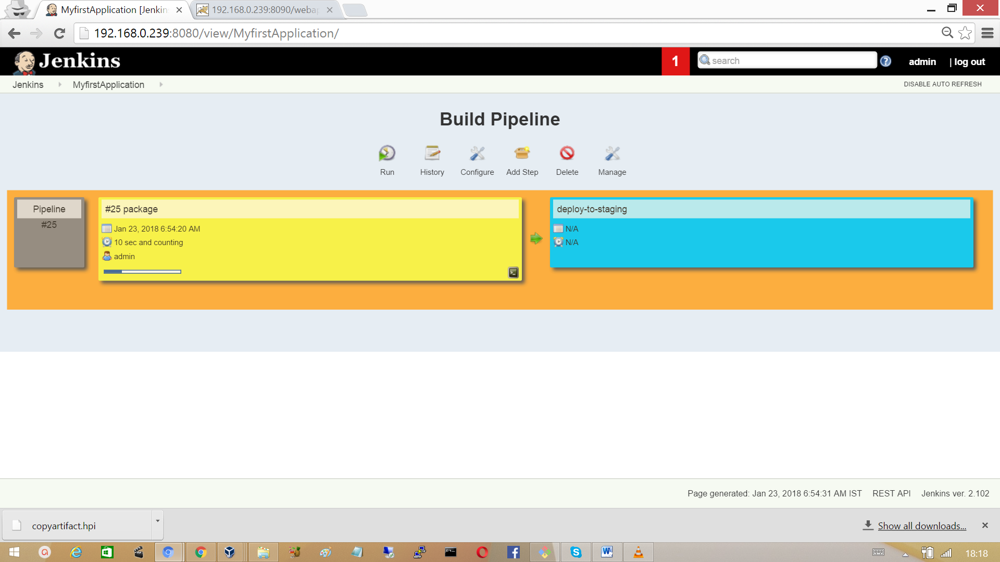 MyfirstApplication [Jenkin
192.168.0.239:8090/weba
192.168.0.239:8080/view/MyfirstApplication/
Jenkins
1
search
admin
| log out
Jenkins
MyfirstApplication
DISABLE AUTO REFRESH
Build Pipeline
Run
History
Configure
Add Step
Delete
Manage
Pipeline
#25
#25 package
Jan 23, 2018 6:54:20 AM
10 sec and counting
admin
deploy-to-staging
N/A
N/A
Page generated: Jan 23, 2018 6:54:31 AM IST
REST API
Jenkins ver. 2.102
copyartifact.hpi
Show all downloads...
18:18